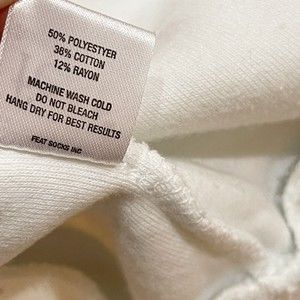 50% POLYESTYER
38% COTTON
12% RAYON
MACHINE WASH COLD
DO NOT BLEACH
HANG DRY FOR BEST RESULTS
FEAT SOCKS INC